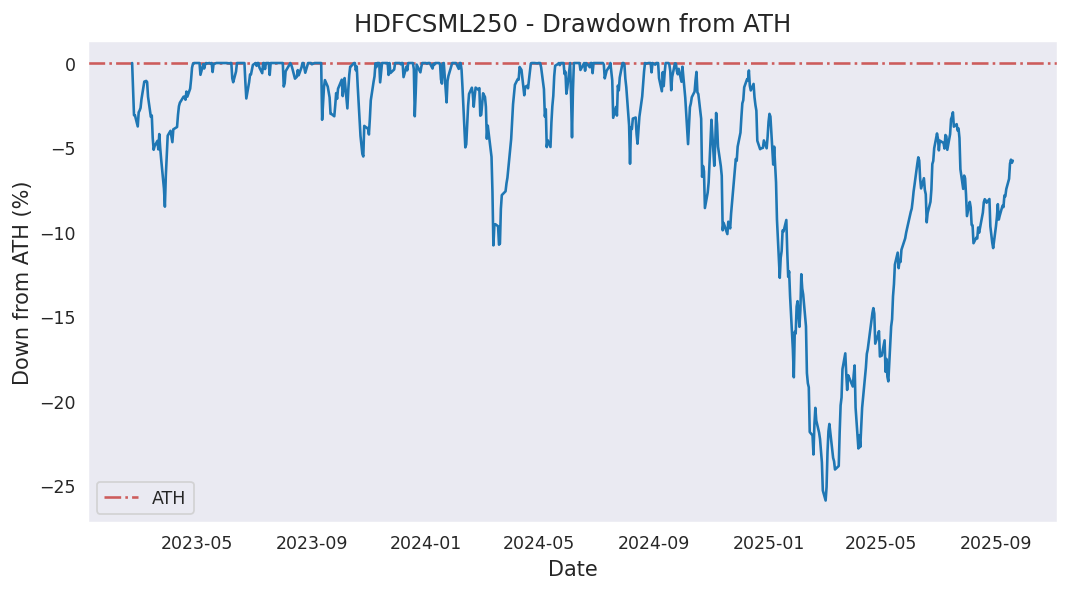 HDFCSML250 - Drawdown from ATH
Down from ATH (%)
0
−5
−10
−15
−20
−25
ATH
2023-05 2023-09 2024-01 2024-05 2024-09 2025-01 2025-05 2025-09
Date